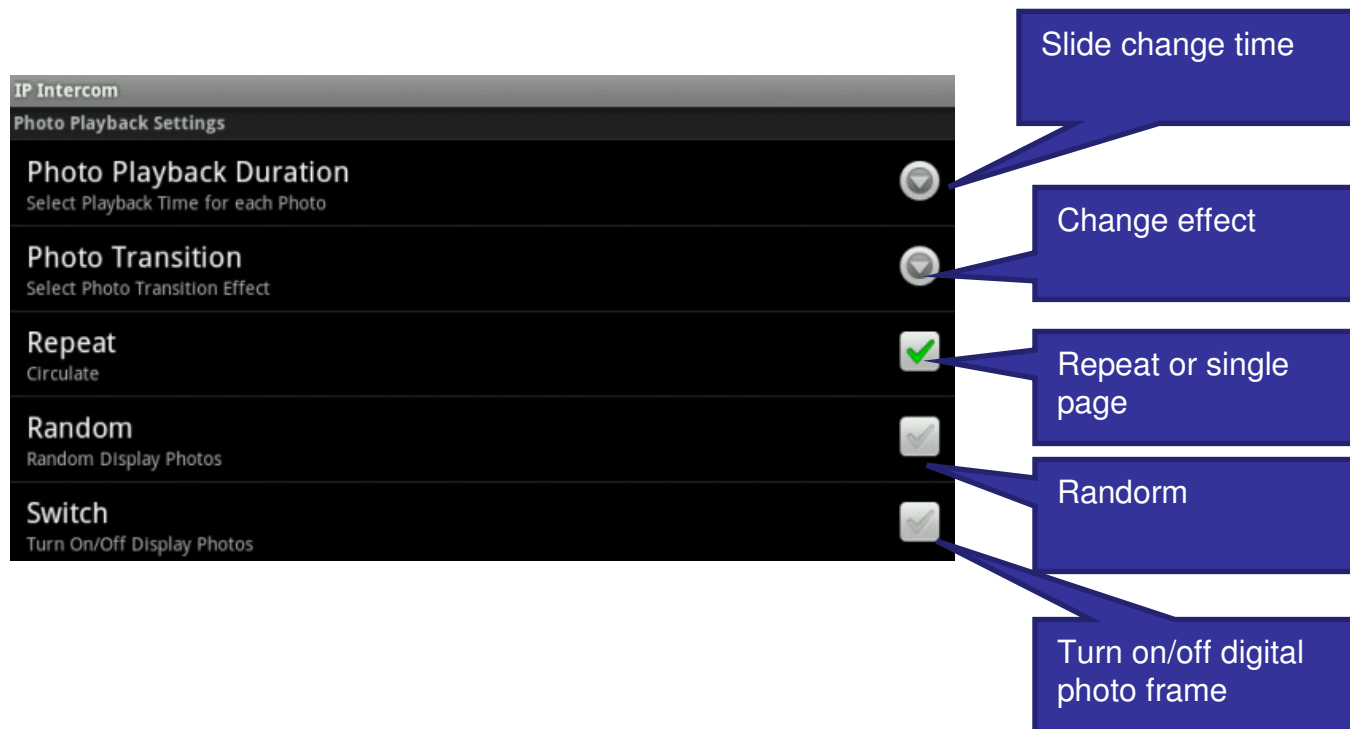 Slide change time
IP Intercom
Photo Playback Settings
Photo Playback Duration
Select Playback Time for each Photo
Change effect
Photo Transition
Select Photo Transition Effect
Repeat
Circulate
Repeat or single
page
Random
Random Display Photos
Randorm
Switch
Turn On/Off Display Photos
Turn on/off digital
photo frame